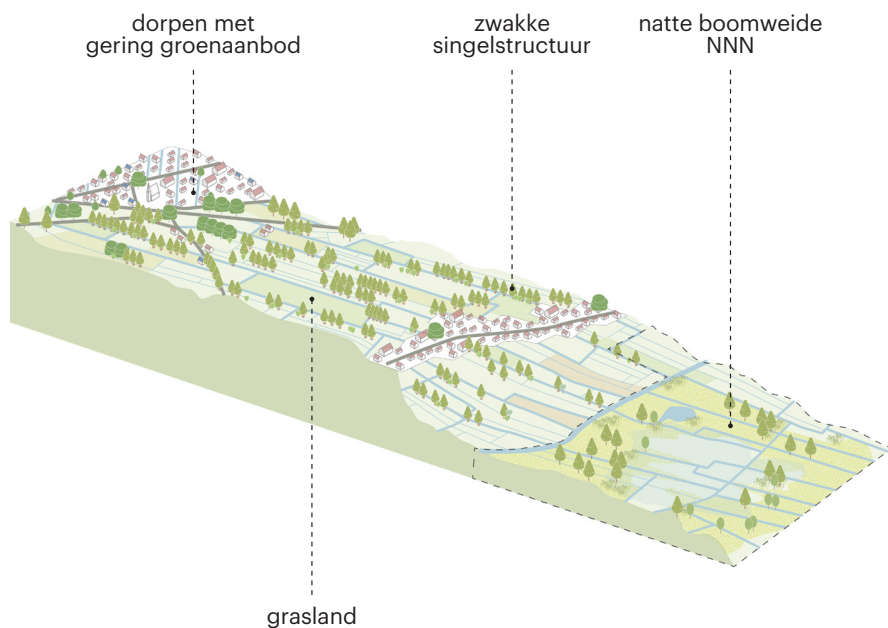 dorpen met
gering groenaanbod
zwakke
singelstructuur
natte boomweide
NNN
grasland